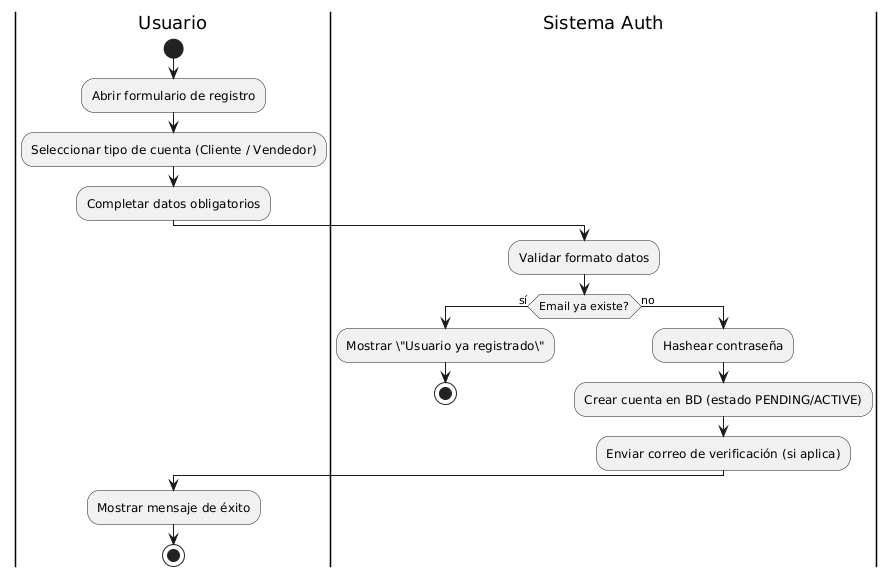 Usuario
Sistema Auth
Abrir formulario de registro
Seleccionar tipo de cuenta (Cliente / Vendedor)
Completar datos obligatorios
Validar formato datos
sí
Email ya existe?
no
Mostrar \"Usuario ya registrado\"
Hashear contraseña
Crear cuenta en BD (estado PENDING/ACTIVE)
Enviar correo de verificación (si aplica)
Mostrar mensaje de éxito